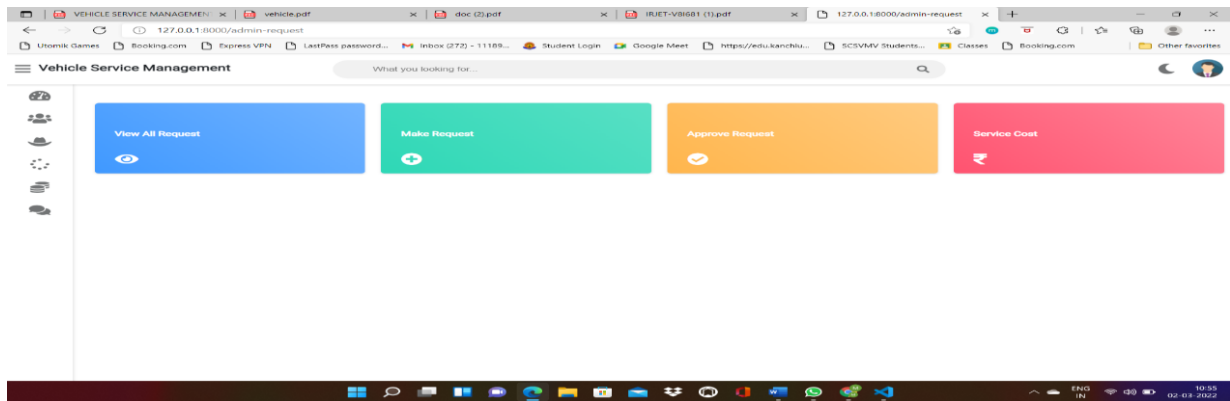 VEHICLE SERVICE MANAGEMEN
vehicle.pdf
doc (2).pdf
IRJET-V8I681 (1).pdf
127.0.0.1:8000/admin-request
127.0.0.1:8000/admin-request
Utomik Games
Booking.com
Express VPN
LastPass password...
Inbox (272) - 11189...
Student Login
Google Meet
https://edu.kanchiu...
SCSVMV Students...
Classes
Booking.com
Other favorites
Vehicle Service Management
What you looking for...
View All Request
Make Request
Approve Request
Service Cost
ENG
IN
10:55
02-03-2022